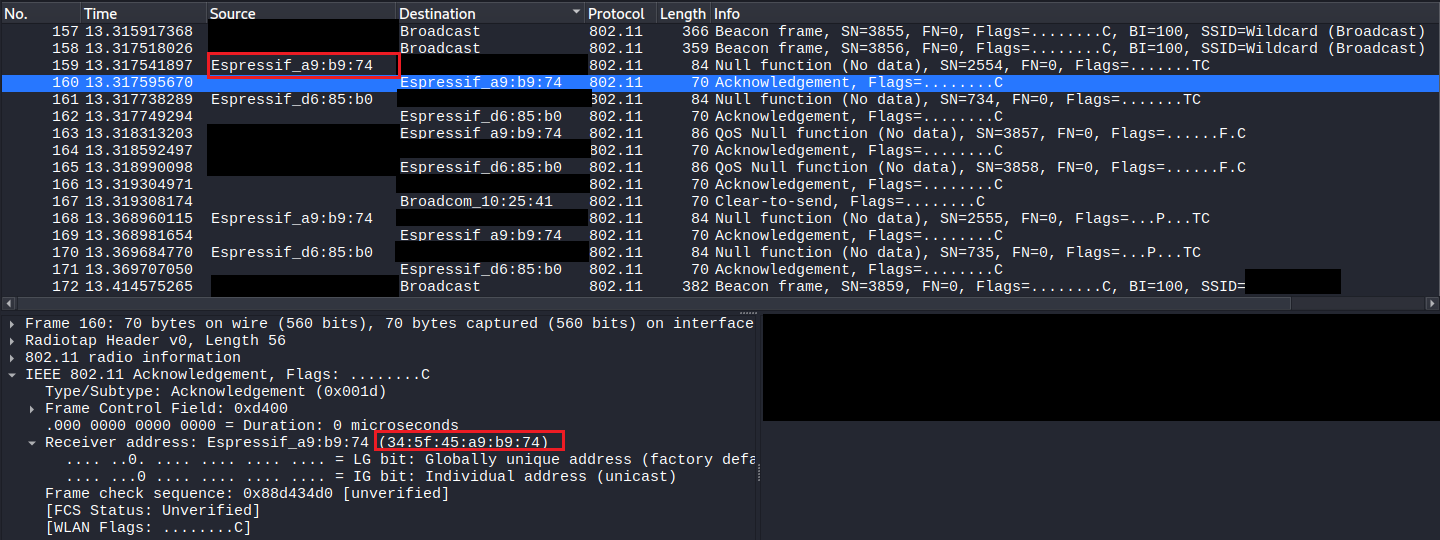 No. Time Source Destination Protocol Length Info
157 13.315917368 Broadcast 802.11 366 Beacon frame, SN=3855, FN=0, Flags=........C, BI=100, SSID=Wildcard (Broadcast)
158 13.317518026 Broadcast 802.11 359 Beacon frame, SN=3856, FN=0, Flags=........C, BI=100, SSID=Wildcard (Broadcast)
159 13.317541897 Espressif_a9:b9:74 802.11 84 Null function (No data), SN=2554, FN=0, Flags=.......TC
160 13.317595670 Espressif_a9:b9:74 802.11 70 Acknowledgement, Flags=........C
161 13.317738289 Espressif_d6:85:b0 802.11 84 Null function (No data), SN=734, FN=0, Flags=.......TC
162 13.317749294 Espressif_d6:85:b0 802.11 70 Acknowledgement, Flags=........C
163 13.318313203 Espressif_a9:b9:74 802.11 86 QoS Null function (No data), SN=3857, FN=0, Flags=......F.C
164 13.318592497 802.11 70 Acknowledgement, Flags=........C
165 13.318990098 Espressif_d6:85:b0 802.11 86 QoS Null function (No data), SN=3858, FN=0, Flags=......F.C
166 13.319304971 802.11 70 Acknowledgement, Flags=........C
167 13.319308174 Broadcom_10:25:41 802.11 70 Clear-to-send, Flags=........C
168 13.368960115 Espressif_a9:b9:74 802.11 84 Null function (No data), SN=2555, FN=0, Flags=...P...TC
169 13.368981654 Espressif_a9:b9:74 802.11 70 Acknowledgement, Flags=........C
170 13.369684770 Espressif_d6:85:b0 802.11 84 Null function (No data), SN=735, FN=0, Flags=...P...TC
171 13.369707050 Espressif_d6:85:b0 802.11 70 Acknowledgement, Flags=........C
172 13.414575265 Broadcast 802.11 382 Beacon frame, SN=3859, FN=0, Flags=........C, BI=100, SSID=
Frame 160: 70 bytes on wire (560 bits), 70 bytes captured (560 bits) on interface
Radiotap Header v0, Length 56
802.11 radio information
IEEE 802.11 Acknowledgement, Flags: ........C
Type/Subtype: Acknowledgement (0x001d)
Frame Control Field: 0xd400
.000 0000 0000 0000 = Duration: 0 microseconds
Receiver address: Espressif_a9:b9:74 (34:5f:45:a9:b9:74)
.... ..0. .... .... .... .... = LG bit: Globally unique address (factory defa
.... ...0 .... .... .... .... = IG bit: Individual address (unicast)
Frame check sequence: 0x88d434d0 [unverified]
[FCS Status: Unverified]
[WLAN Flags: ........C]